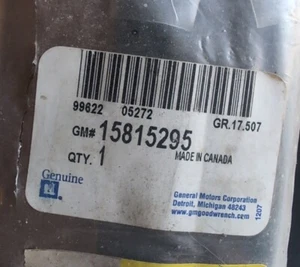 99622 05272 GR.17.507
GM# 15815295
QTY. 1 MADE IN CANADA
Genuine
GM
General Motors Corporation
Detroit, Michigan 48243
www.gmgoodwrench.com
1207